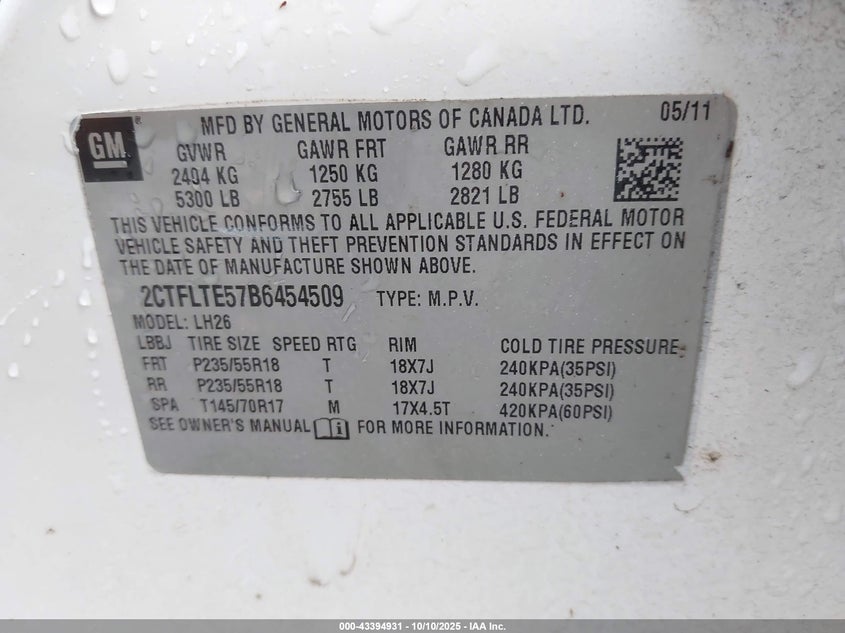 GM ® MFD BY GENERAL MOTORS OF CANADA LTD. 05/11
GVWR GAWR FRT GAWR RR
2404 KG 1250 KG 1280 KG
5300 LB 2755 LB 2821 LB
THIS VEHICLE CONFORMS TO ALL APPLICABLE U.S. FEDERAL MOTOR
VEHICLE SAFETY AND THEFT PREVENTION STANDARDS IN EFFECT ON
THE DATE OF MANUFACTURE SHOWN ABOVE.
2CTFLTE57B6454509 TYPE: M.P.V.
MODEL: LH26
LBBJ TIRE SIZE SPEED RTG RIM COLD TIRE PRESSURE
FRT P235/55R18 T 18X7J 240KPA(35PSI)
RR P235/55R18 T 18X7J 240KPA(35PSI)
SPA T145/70R17 M 17X4.5T 420KPA(60PSI)
SEE OWNER'S MANUAL i FOR MORE INFORMATION.
000-43394931 - 10/10/2025 - IAA Inc.